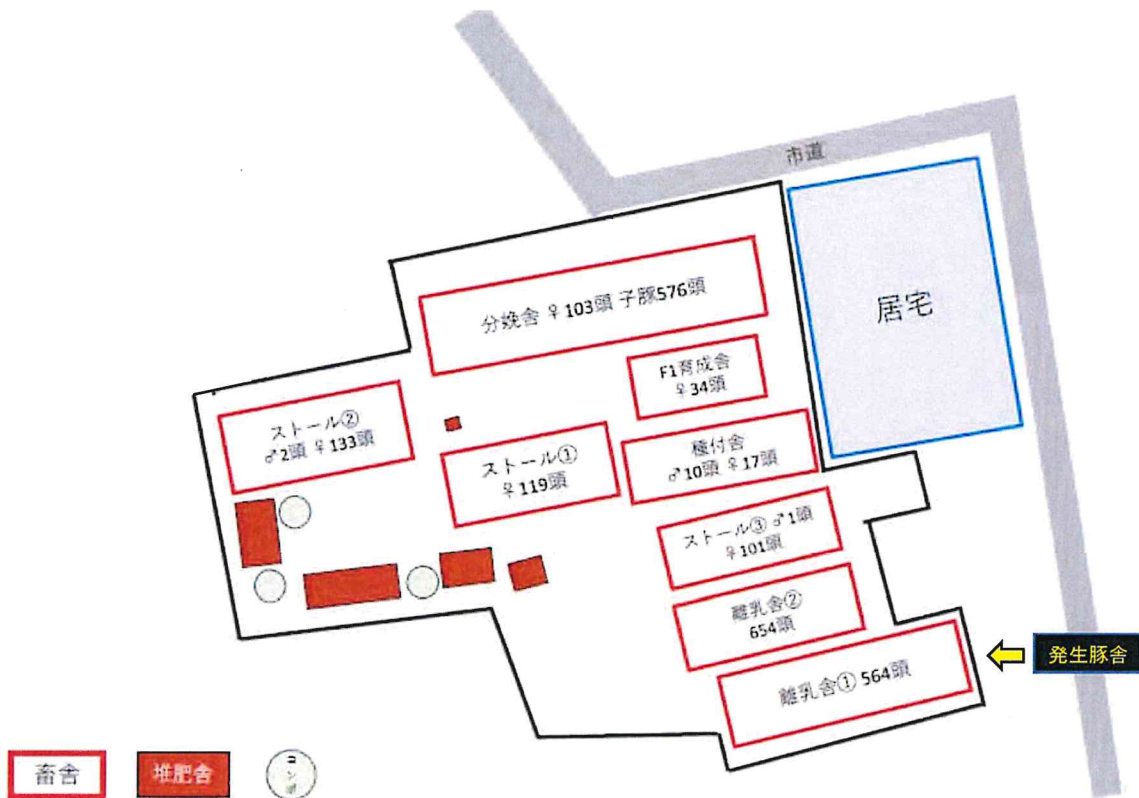 市道
居宅
分娩舎 ♀103頭 子豚576頭
F1育成舎
♀34頭
ストール②
♂2頭 ♀133頭
ストール①
♀119頭
種付舎
♂10頭 ♀17頭
ストール③ ♂1頭
♀101頭
離乳舎②
654頭
離乳舎① 564頭
発生豚舎
畜舎
堆肥舎